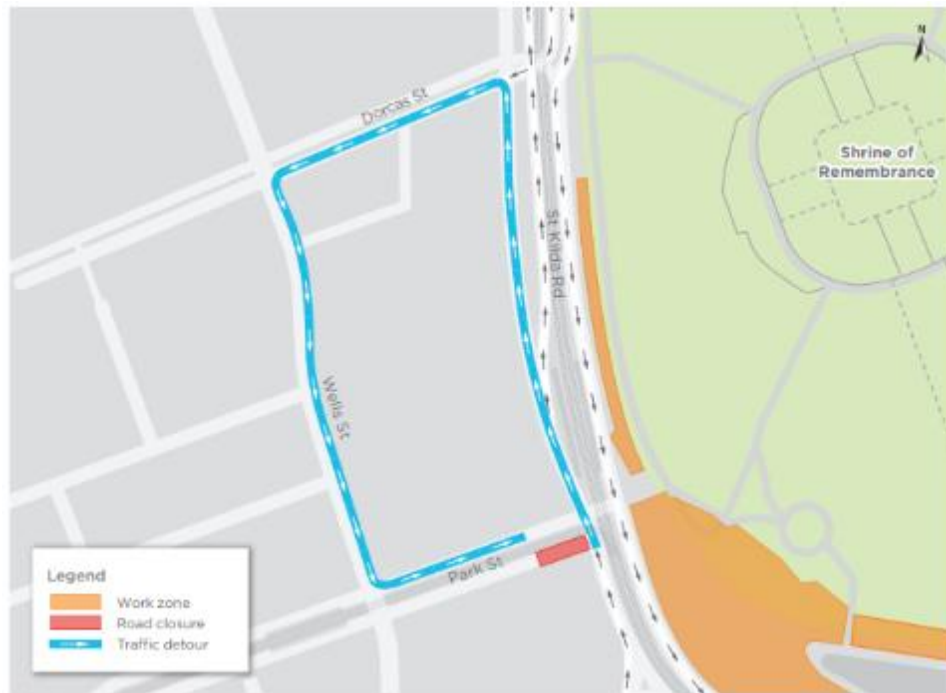 N
Dorcas St
Shrine of
Remembrance
St Kilda Rd
Wells St
Park St
Legend
Work zone
Road closure
Traffic detour